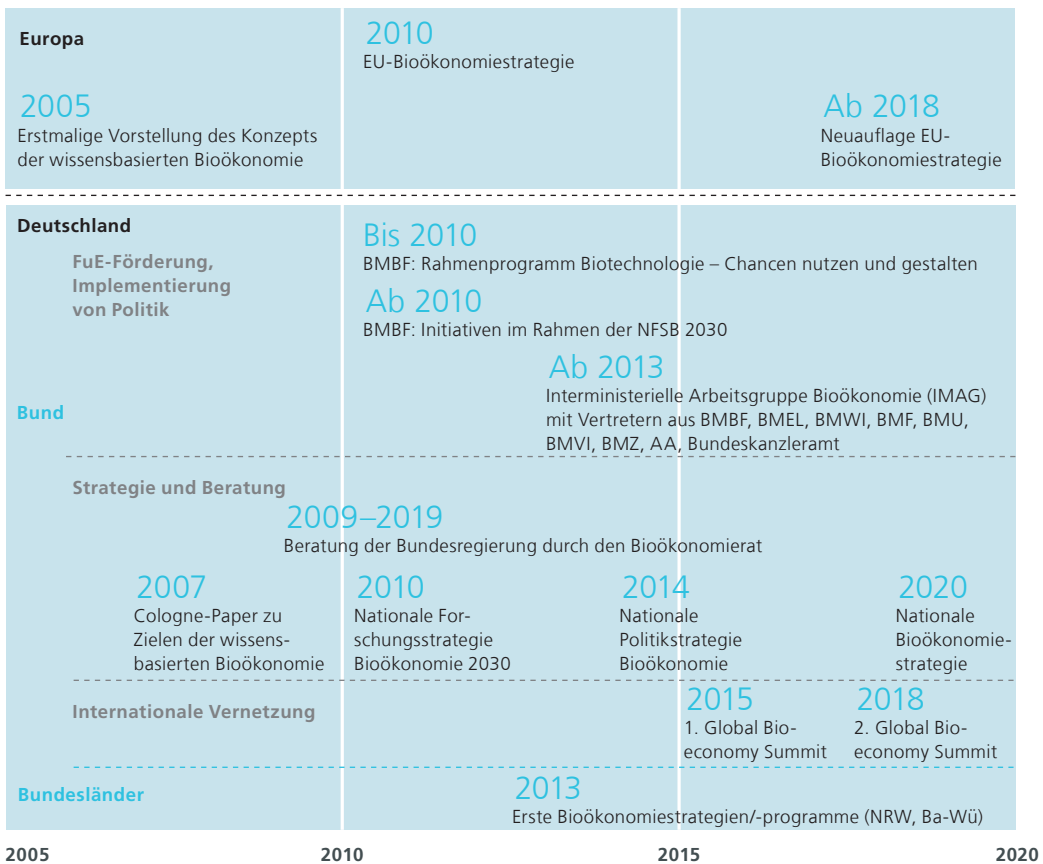 Europa
2010
EU-Bioökonomiestrategie
2005
Erstmalige Vorstellung des Konzepts
der wissensbasierten Bioökonomie
Ab 2018
Neuauflage EU-
Bioökonomiestrategie
Deutschland
FuE-Förderung,
Implementierung
von Politik
Bis 2010
BMBF: Rahmenprogramm Biotechnologie – Chancen nutzen und gestalten
Ab 2010
BMBF: Initiativen im Rahmen der NFSB 2030
Ab 2013
Interministerielle Arbeitsgruppe Bioökonomie (IMAG)
mit Vertretern aus BMBF, BMEL, BMWI, BMF, BMU,
BMVI, BMZ, AA, Bundeskanzleramt
Bund
Strategie und Beratung
2009–2019
Beratung der Bundesregierung durch den Bioökonomierat
2007
Cologne-Paper zu
Zielen der wissens-
basierten Bioökonomie
2010
Nationale For-
schungsstrategie
Bioökonomie 2030
2014
Nationale
Politikstrategie
Bioökonomie
2020
Nationale
Bioökonomie-
strategie
Internationale Vernetzung
2015
1. Global Bio-
economy Summit
2018
2. Global Bio-
economy Summit
Bundesländer
2013
Erste Bioökonomiestrategien/-programme (NRW, Ba-Wü)
2005 2010 2015 2020